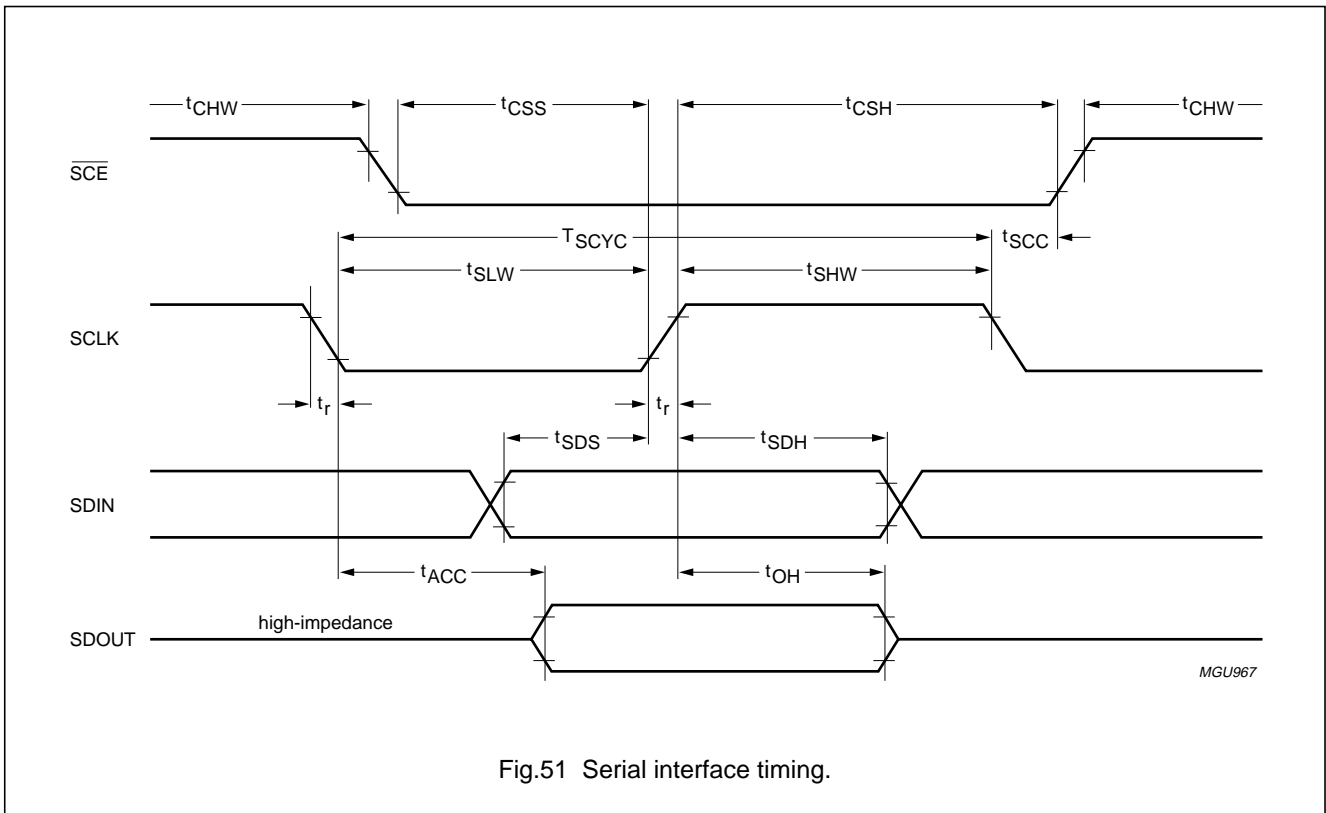 tCHW tCSS tCSH tCHW
SCE
TSCYC tSCC
tSLW tSHW
SCLK
tr tr
tSDS tSDH
SDIN
tACC tOH
high-impedance
SDOUT
MGU967
Fig.51 Serial interface timing.